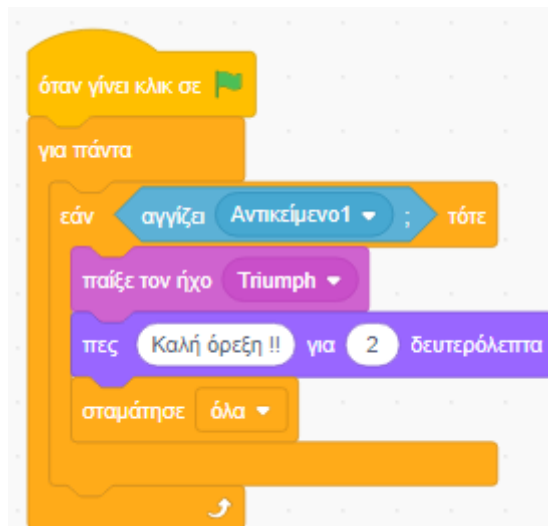 όταν γίνει κλικ σε
για πάντα
εάν αγγίζει Αντικείμενο1 ; τότε
παίξε τον ήχο Triumph
πες Καλή όρεξη !! για 2 δευτερόλεπτα
σταμάτησε όλα